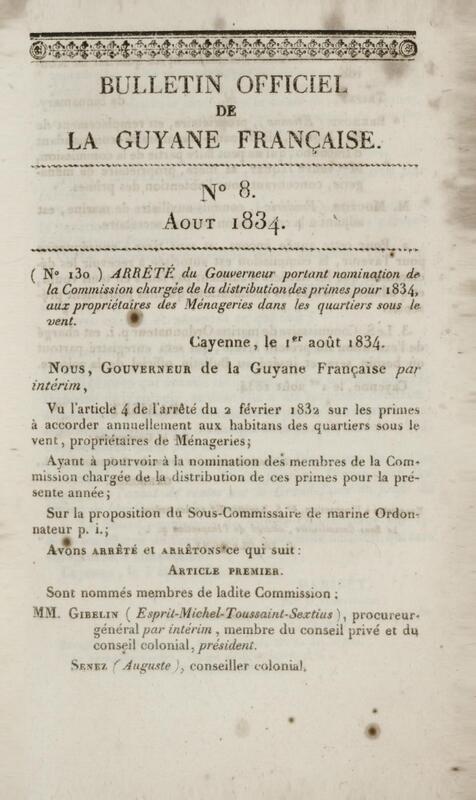 BULLETIN OFFICIEL
DE
LA GUYANE FRANÇAISE.
N° 8.
AOUT 1834.
( N° 130 ) ARRÊTÉ du Gouverneur portant nomination de
la Commission chargée de la distribution des primes pour 1834,
aux propriétaires des Ménageries dans les quartiers sous le
vent.
Cayenne, le 1er août 1834.
Nous, GOUVERNEUR de la Guyane Française par
intérim,
Vu l'article 4 de l'arrêté du 2 février 1832 sur les primes
à accorder annuellement aux habitans des quartiers sous le
vent, propriétaires de Ménageries;
Ayant à pourvoir à la nomination des membres de la Com-
mission chargée de la distribution de ces primes pour la pré-
sente année;
Sur la proposition du Sous-Commissaire de marine Ordon-
nateur p. i.;
AVONS ARRÊTÉ et ARRÊTONS ce qui suit :
ARTICLE PREMIER.
Sont nommés membres de ladite Commission :
MM. GIBELIN ( Esprit-Michel-Toussaint-Sextius ), procureur-
général par intérim, membre du conseil privé et du
conseil colonial, président.
SENEZ ( Auguste ), conseiller colonial,